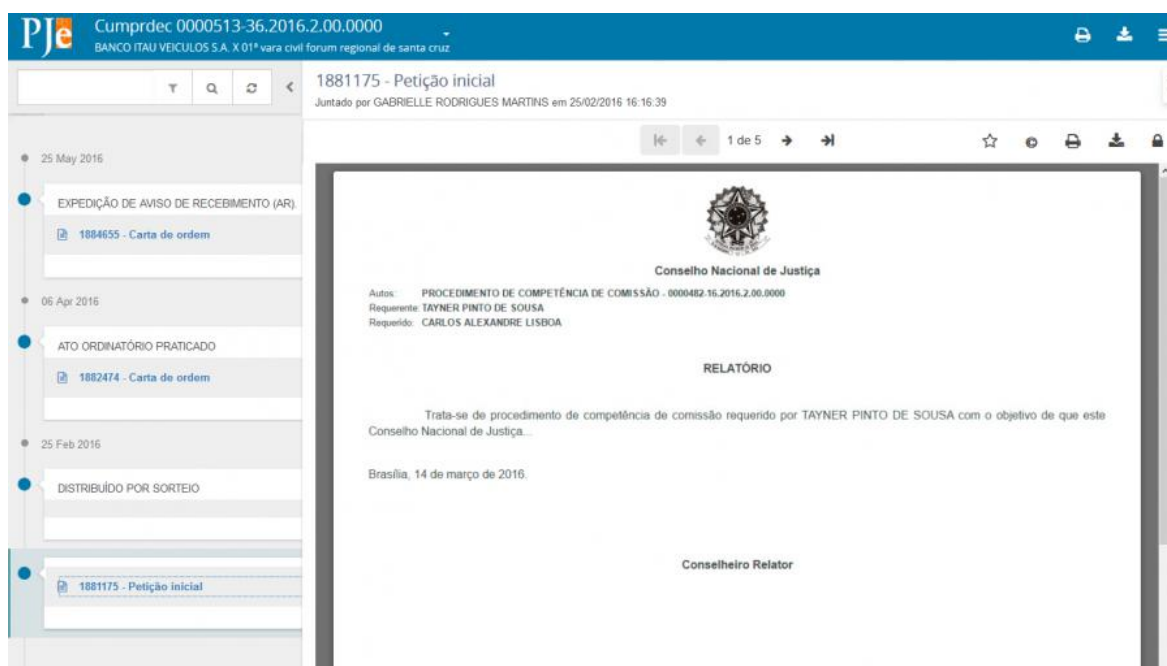 PJe
Cumprdec 0000513-36.2016.2.00.0000
BANCO ITAU VEICULOS S.A. X 01ª vara civil forum regional de santa cruz
1881175 - Petição inicial
Juntado por GABRIELLE RODRIGUES MARTINS em 25/02/2016 16:16:39
1 de 5
25 May 2016
EXPEDIÇÃO DE AVISO DE RECEBIMENTO (AR).
1884655 - Carta de ordem
06 Apr 2016
ATO ORDINATÓRIO PRATICADO
1882474 - Carta de ordem
25 Feb 2016
DISTRIBUÍDO POR SORTEIO
1881175 - Petição inicial
Conselho Nacional de Justiça
Autos: PROCEDIMENTO DE COMPETÊNCIA DE COMISSÃO - 0000482-16.2016.2.00.0000
Requerente: TAYNER PINTO DE SOUSA
Requerido: CARLOS ALEXANDRE LISBOA
RELATÓRIO
Trata-se de procedimento de competência de comissão requerido por TAYNER PINTO DE SOUSA com o objetivo de que este
Conselho Nacional de Justiça...
Brasília, 14 de março de 2016.
Conselheiro Relator